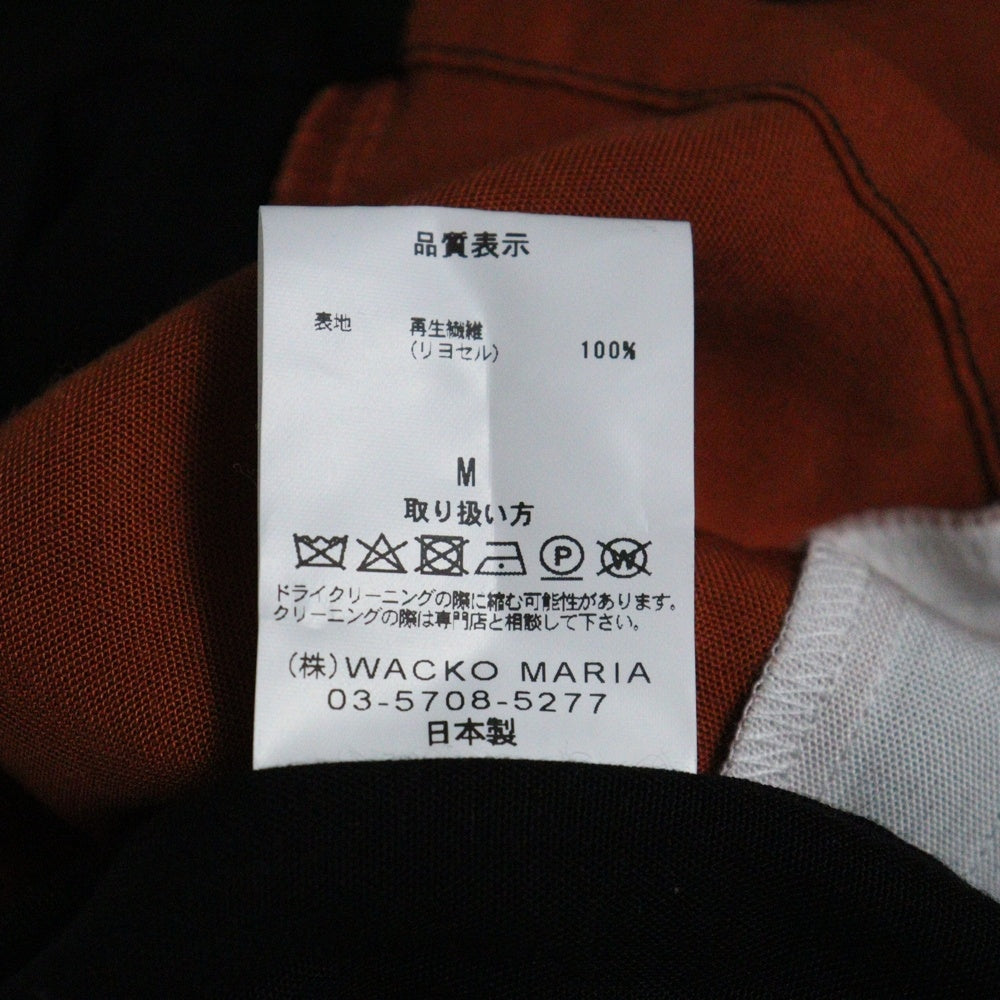 品質表示
表地 再生繊維
(リヨセル) 100%
M
取り扱い方
P W
ドライクリーニングの際に縮む可能性があります。
クリーニングの際は専門店と相談して下さい。
(株)WACKO MARIA
03-5708-5277
日本製